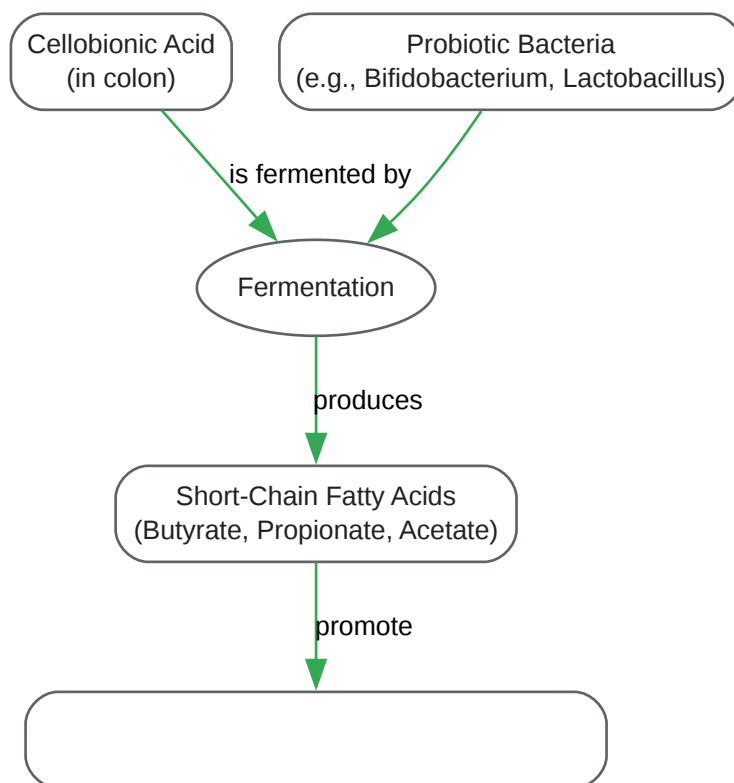 Cellobionic Acid
(in colon)
Probiotic Bacteria
(e.g., Bifidobacterium, Lactobacillus)
is fermented by
Fermentation
produces
Short-Chain Fatty Acids
(Butyrate, Propionate, Acetate)
promote